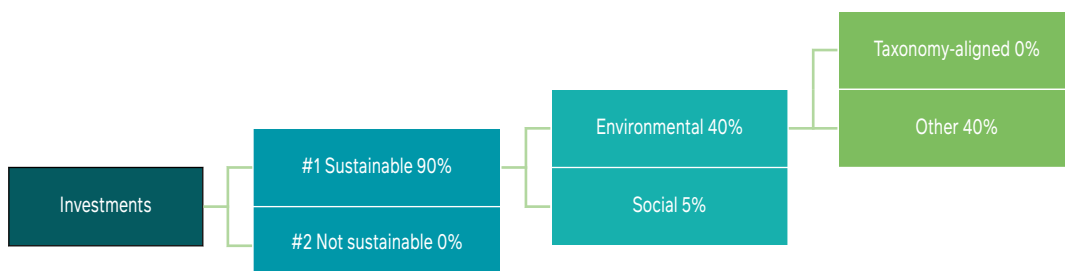 Investments
#1 Sustainable 90%
#2 Not sustainable 0%
Environmental 40%
Social 5%
Taxonomy-aligned 0%
Other 40%